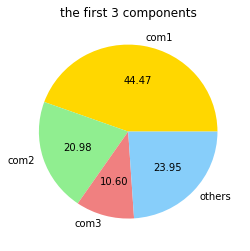 the first 3 components
com1
44.47
com2
20.98
23.95
10.60
others
com3